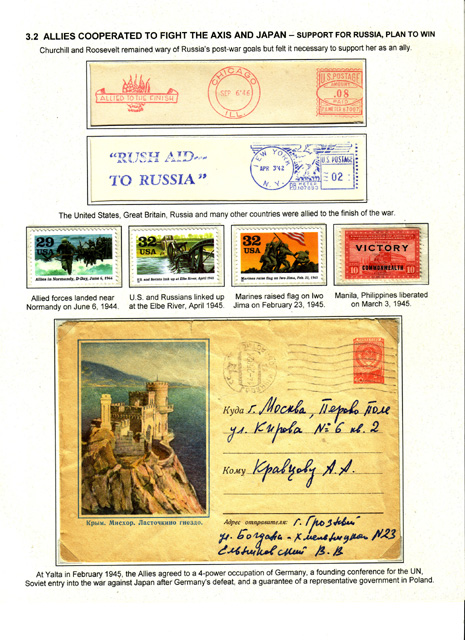 3.2 ALLIES COOPERATED TO FIGHT THE AXIS AND JAPAN – SUPPORT FOR RUSSIA, PLAN TO WIN
Churchill and Roosevelt remained wary of Russia's post-war goals but felt it necessary to support her as an ally.
ALLIED TO THE FINISH
CHICAGO
SEP 6'46
ILL.
U.S. POSTAGE
.08
PAID
"RUSH AID
TO RUSSIA"
NEW YORK
APR 3'42
N.Y.
U.S. POSTAGE
02
The United States, Great Britain, Russia and many other countries were allied to the finish of the war.
29
USA
Allies in Normandy, D-Day, June 6, 1944
32
USA
U.S. and Soviets link up at Elbe River, April 1945
32
USA
Marines raise flag on Iwo Jima, Feb. 23, 1945
VICTORY
COMMONWEALTH
10 10
Allied forces landed near
Normandy on June 6, 1944.
U.S. and Russians linked up
at the Elbe River, April 1945.
Marines raised flag on Iwo
Jima on February 23, 1945.
Manila, Philippines liberated
on March 3, 1945.
Куда г. Москва, Перово Поле
ул. Кирова № 6 кв. 2
Кому Кравцову А. А.
Крым. Мисхор. Ласточкино гнездо.
Адрес отправителя: г. Грозный
ул. Богдана-Хмельницкая N23
В. В
At Yalta in February 1945, the Allies agreed to a 4-power occupation of Germany, a founding conference for the UN,
Soviet entry into the war against Japan after Germany's defeat, and a guarantee of a representative government in Poland.